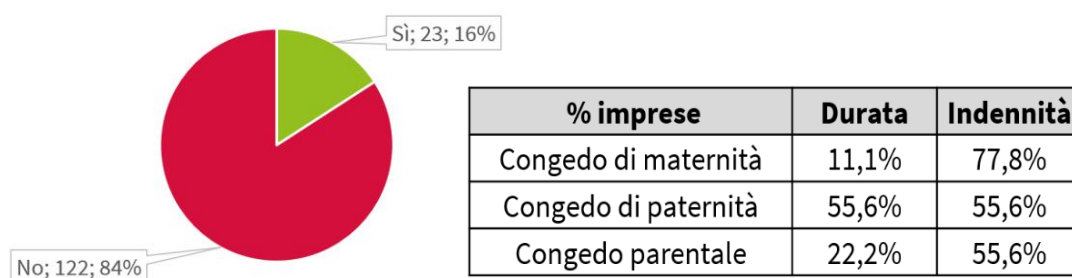 Sì; 23; 16%
No; 122; 84%
% imprese Durata Indennità
Congedo di maternità 11,1% 77,8%
Congedo di paternità 55,6% 55,6%
Congedo parentale 22,2% 55,6%